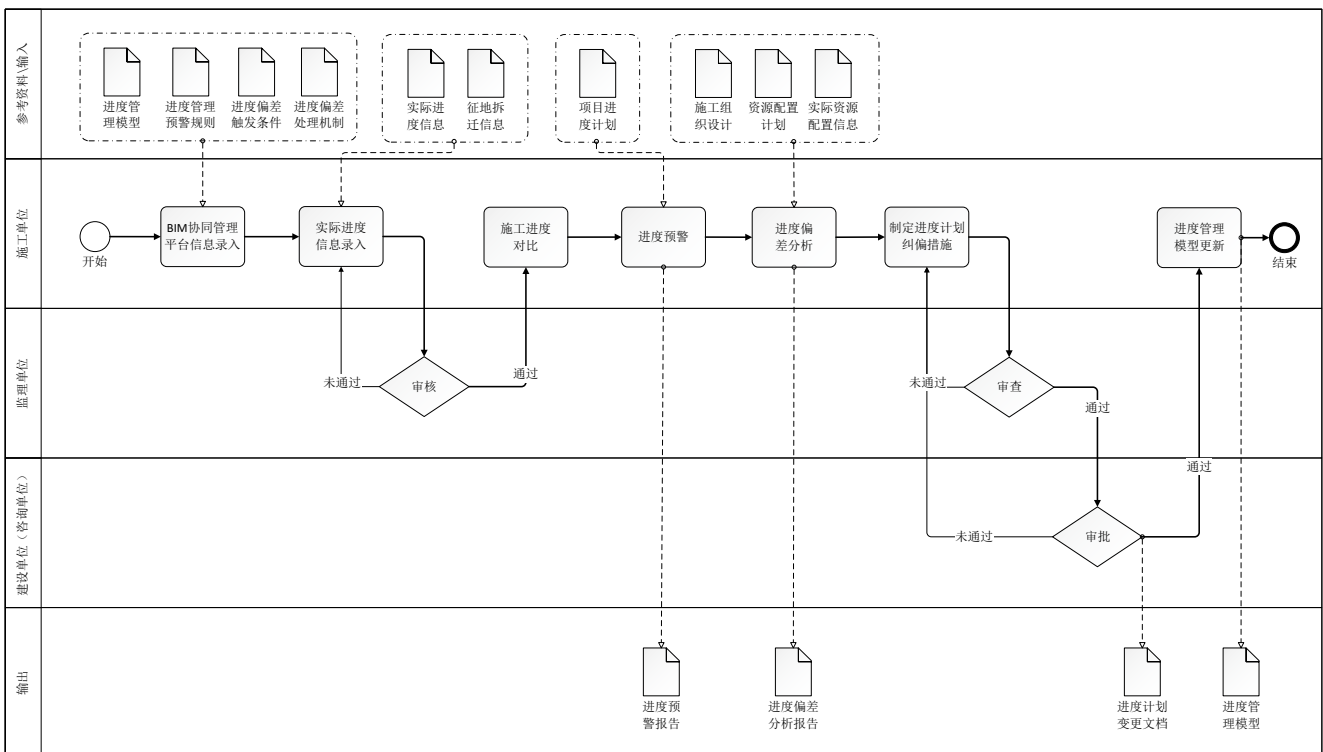 参考资料\输入
进度管
理模型
进度管理
预警规则
进度偏差
触发条件
进度偏差
处理机制
实际进
度信息
征地拆
迁信息
项目进
度计划
施工组
织设计
资源配置
计划
实际资源
配置信息
施工单位
开始
BIM协同管理
平台信息录入
实际进度
信息录入
施工进度
对比
进度预警
进度偏
差分析
制定进度计划
纠偏措施
进度管理
模型更新
结束
监理单位
未通过
审核
通过
未通过
审查
通过
建设单位（咨询单位）
未通过
审批
通过
输出
进度预
警报告
进度偏差
分析报告
进度计划
变更文档
进度管
理模型